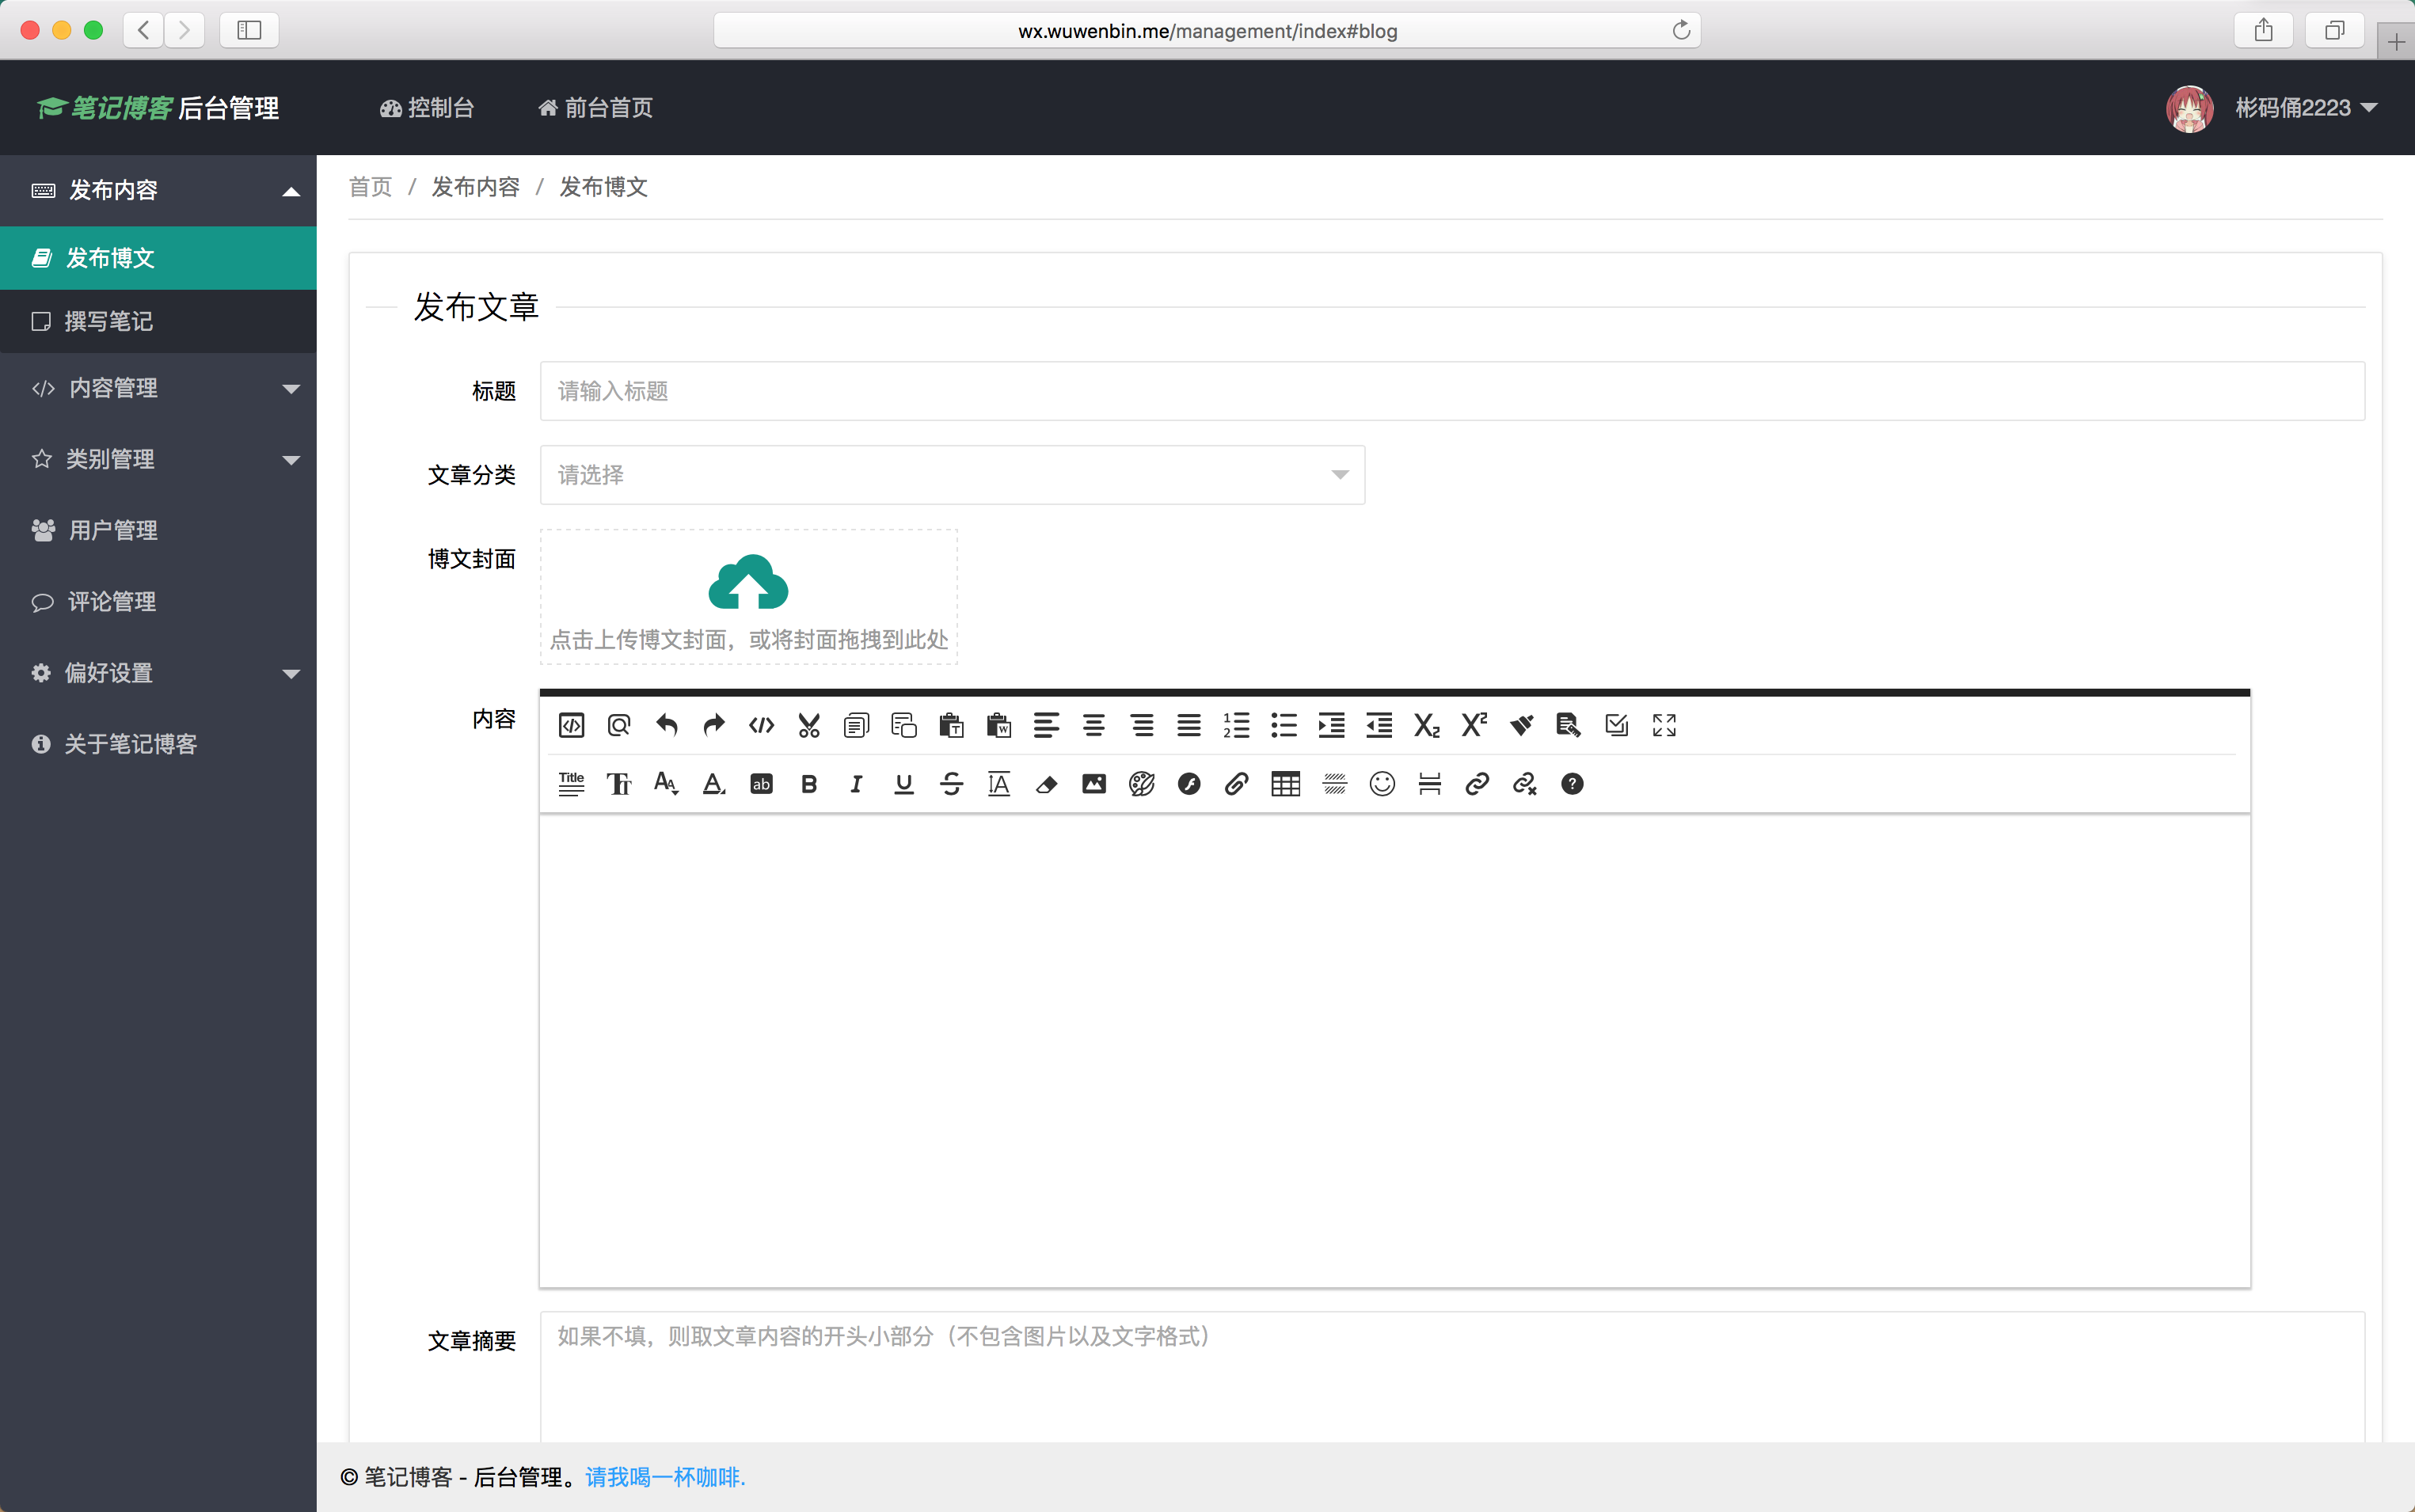 wx.wuwenbin.me/management/index#blog
笔记博客 后台管理
控制台
前台首页
彬码俑2223
发布内容
发布博文
撰写笔记
内容管理
类别管理
用户管理
评论管理
偏好设置
关于笔记博客
首页 / 发布内容 / 发布博文
发布文章
标题
请输入标题
文章分类
请选择
博文封面
点击上传博文封面，或将封面拖拽到此处
内容
Title
文章摘要
如果不填，则取文章内容的开头小部分（不包含图片以及文字格式）
© 笔记博客 - 后台管理。请我喝一杯咖啡.